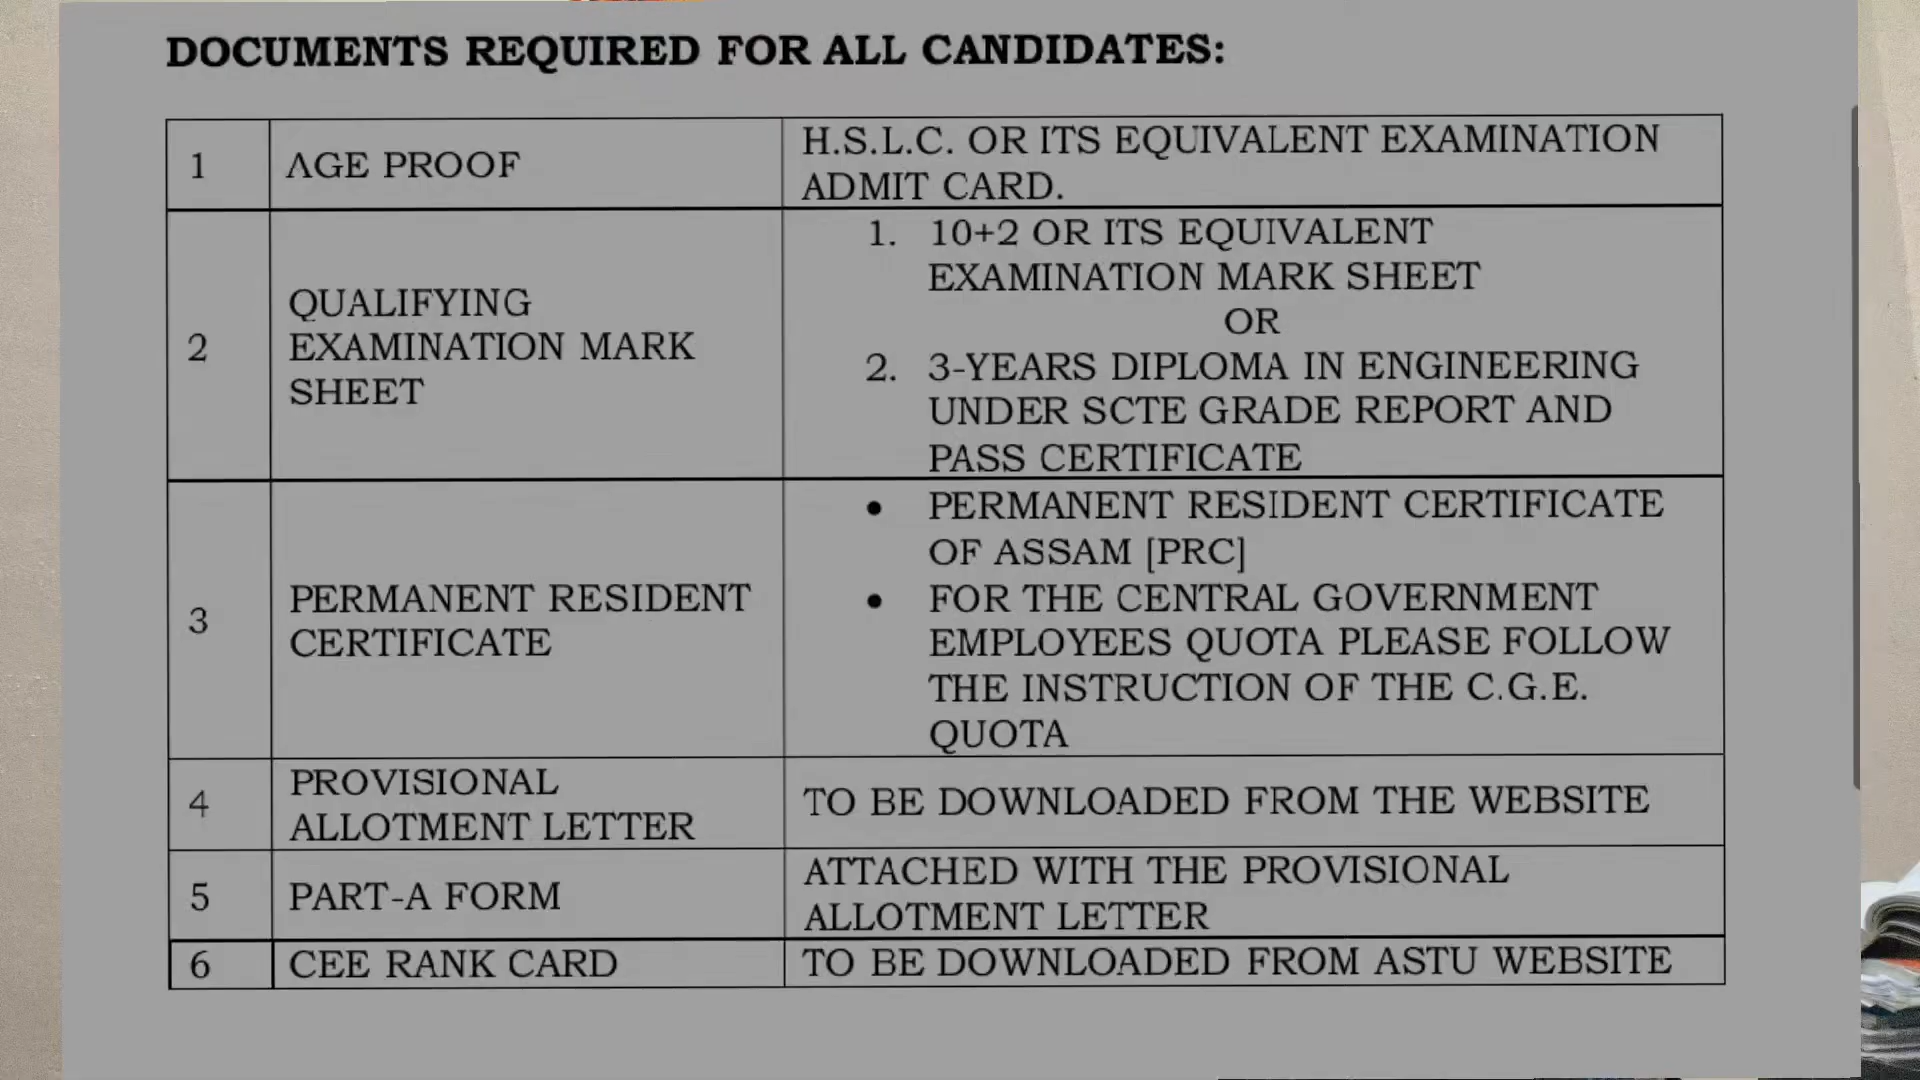 DOCUMENTS REQUIRED FOR ALL CANDIDATES:
1
AGE PROOF
H.S.L.C. OR ITS EQUIVALENT EXAMINATION
ADMIT CARD.
2
QUALIFYING
EXAMINATION MARK
SHEET
1. 10+2 OR ITS EQUIVALENT
EXAMINATION MARK SHEET
OR
2. 3-YEARS DIPLOMA IN ENGINEERING
UNDER SCTE GRADE REPORT AND
PASS CERTIFICATE
3
PERMANENT RESIDENT
CERTIFICATE
• PERMANENT RESIDENT CERTIFICATE
OF ASSAM [PRC]
• FOR THE CENTRAL GOVERNMENT
EMPLOYEES QUOTA PLEASE FOLLOW
THE INSTRUCTION OF THE C.G.E.
QUOTA
4
PROVISIONAL
ALLOTMENT LETTER
TO BE DOWNLOADED FROM THE WEBSITE
5
PART-A FORM
ATTACHED WITH THE PROVISIONAL
ALLOTMENT LETTER
6
CEE RANK CARD
TO BE DOWNLOADED FROM ASTU WEBSITE